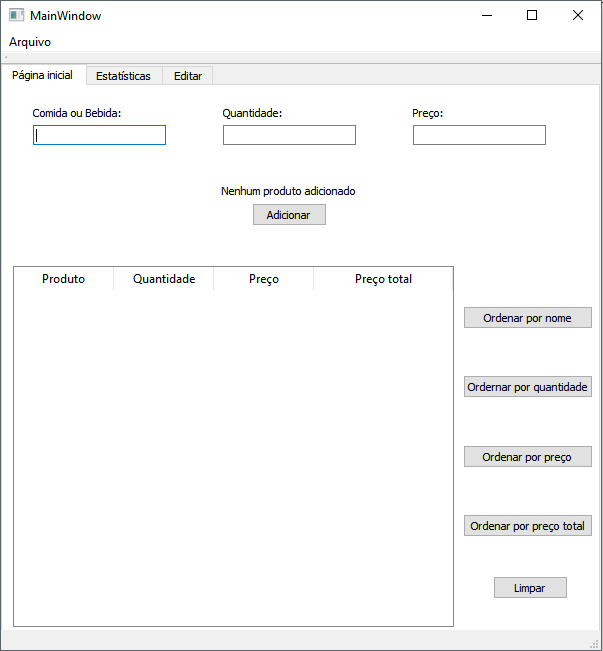 MainWindow
Arquivo
Página inicial Estatísticas Editar
Comida ou Bebida: Quantidade: Preço:
Nenhum produto adicionado
Adicionar
Produto Quantidade Preço Preço total
Ordenar por nome
Ordernar por quantidade
Ordenar por preço
Ordenar por preço total
Limpar